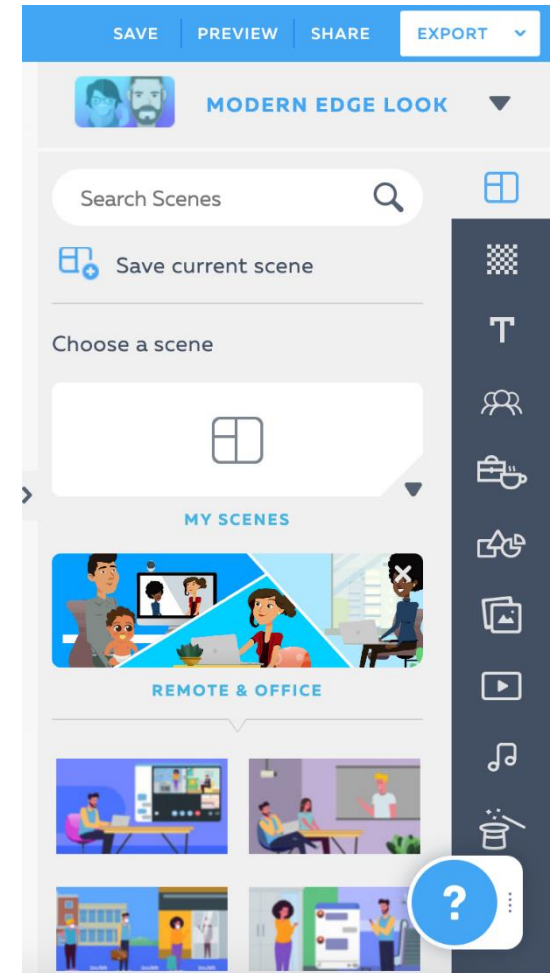 SAVE PREVIEW SHARE EXPORT
MODERN EDGE LOOK
Search Scenes
Save current scene
Choose a scene
MY SCENES
REMOTE & OFFICE
?